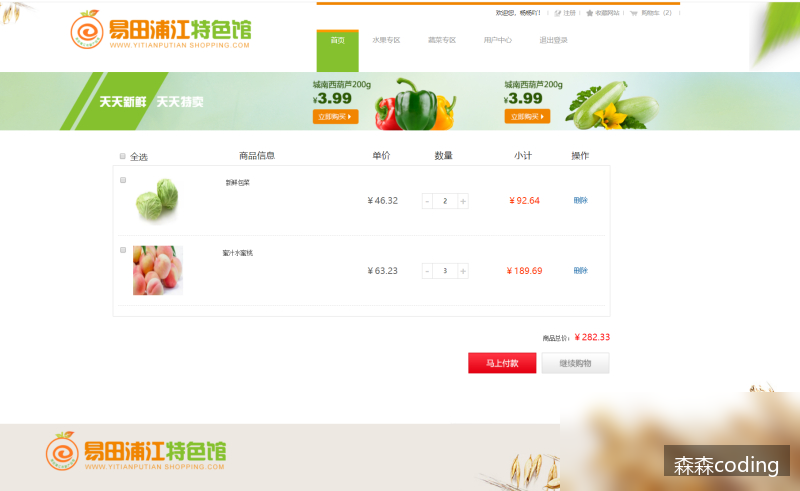 易田浦江特色馆
WWW.YITIANPUTIAN SHOPPING.COM
欢迎您，杨杨吖！ | 注册 | 收藏网站 | 购物车（2） |
首页 水果专区 蔬菜专区 用户中心 退出登录
天天新鲜 天天特卖
城南西葫芦200g
¥3.99
立即购买
城南西葫芦200g
¥3.99
立即购买
全选 商品信息 单价 数量 小计 操作
新鲜包菜 ¥46.32 - 2 + ¥92.64 删除
蜜汁水蜜桃 ¥63.23 - 3 + ¥189.69 删除
商品总价：¥282.33
马上付款 继续购物
易田浦江特色馆
WWW.YITIANPUTIAN SHOPPING.COM
森森coding